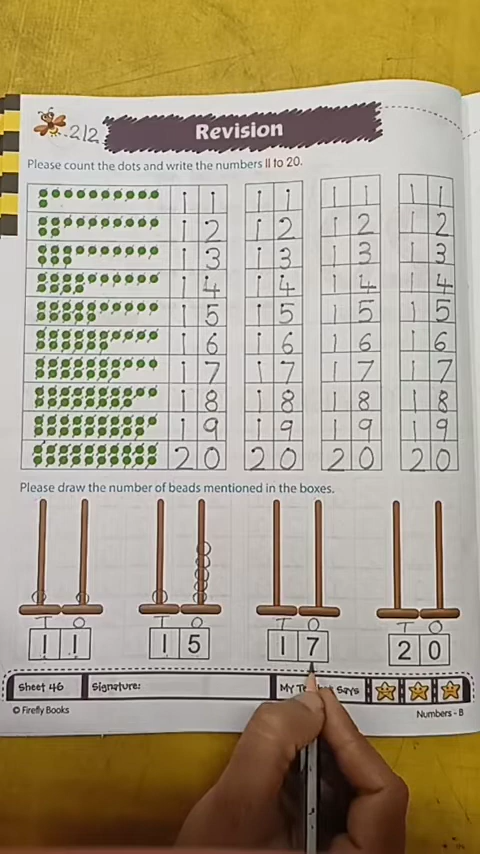 212
Revision
Please count the dots and write the numbers 11 to 20.
11 11 11 11
12 12 12 12
13 13 13 13
14 14 14 14
15 15 15 15
16 16 16 16
17 17 17 17
18 18 18 18
19 19 19 19
20 20 20 20
Please draw the number of beads mentioned in the boxes.
T O T O T O T O
11 15 17 20
Sheet 46 Signature: My Says
© Firefly Books Numbers - B